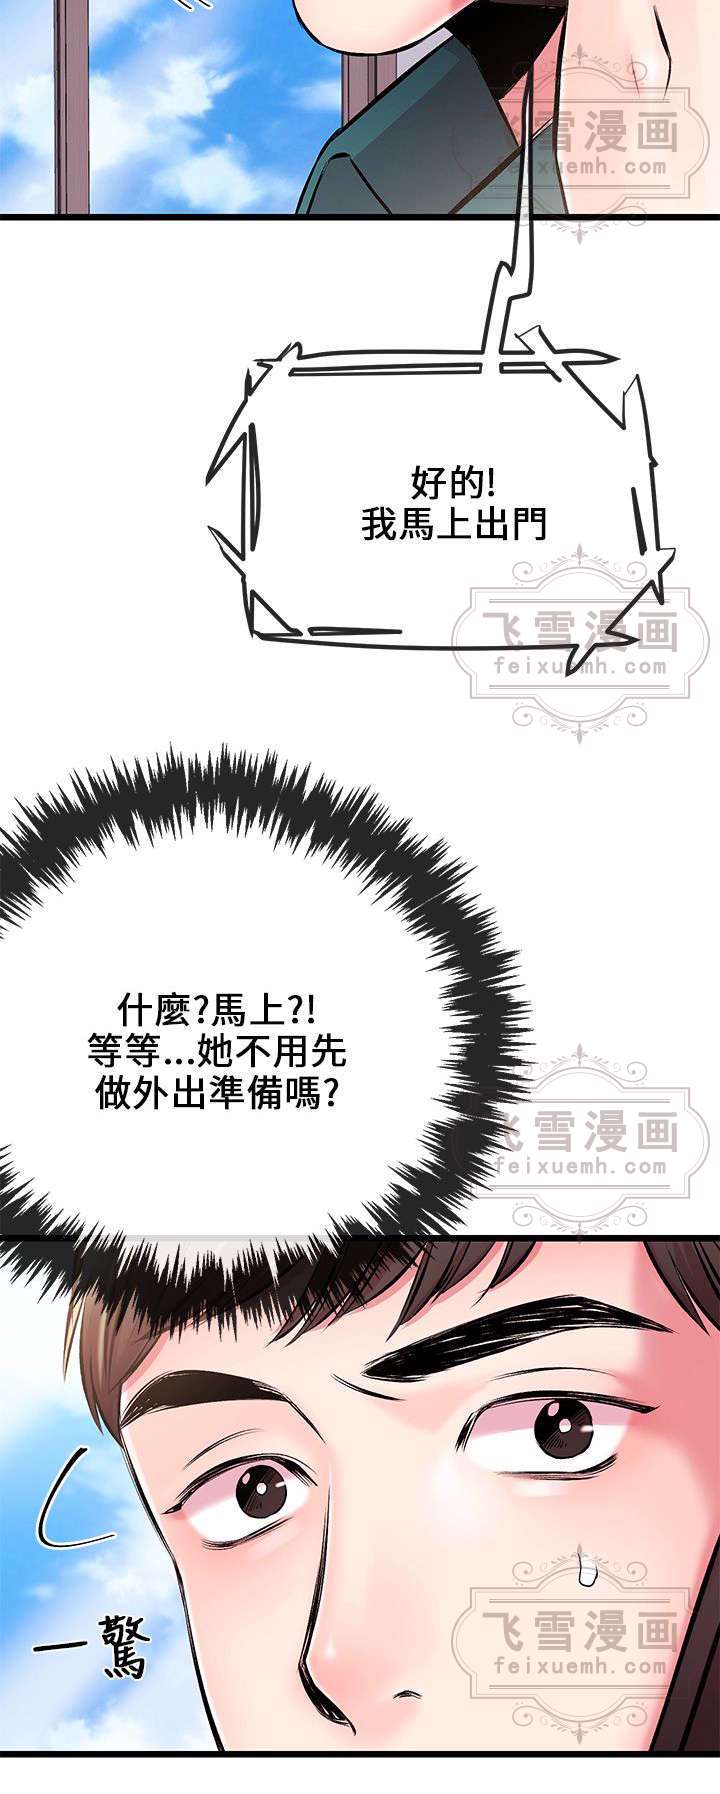 飞雪漫画
feixuemh.com
好的!
我馬上出門
飞雪漫画
feixuemh.com
什麼?馬上?!
等等...她不用先
做外出準備嗎?
飞雪漫画
feixuemh.com
一驚
飞雪漫画
feixuemh.com